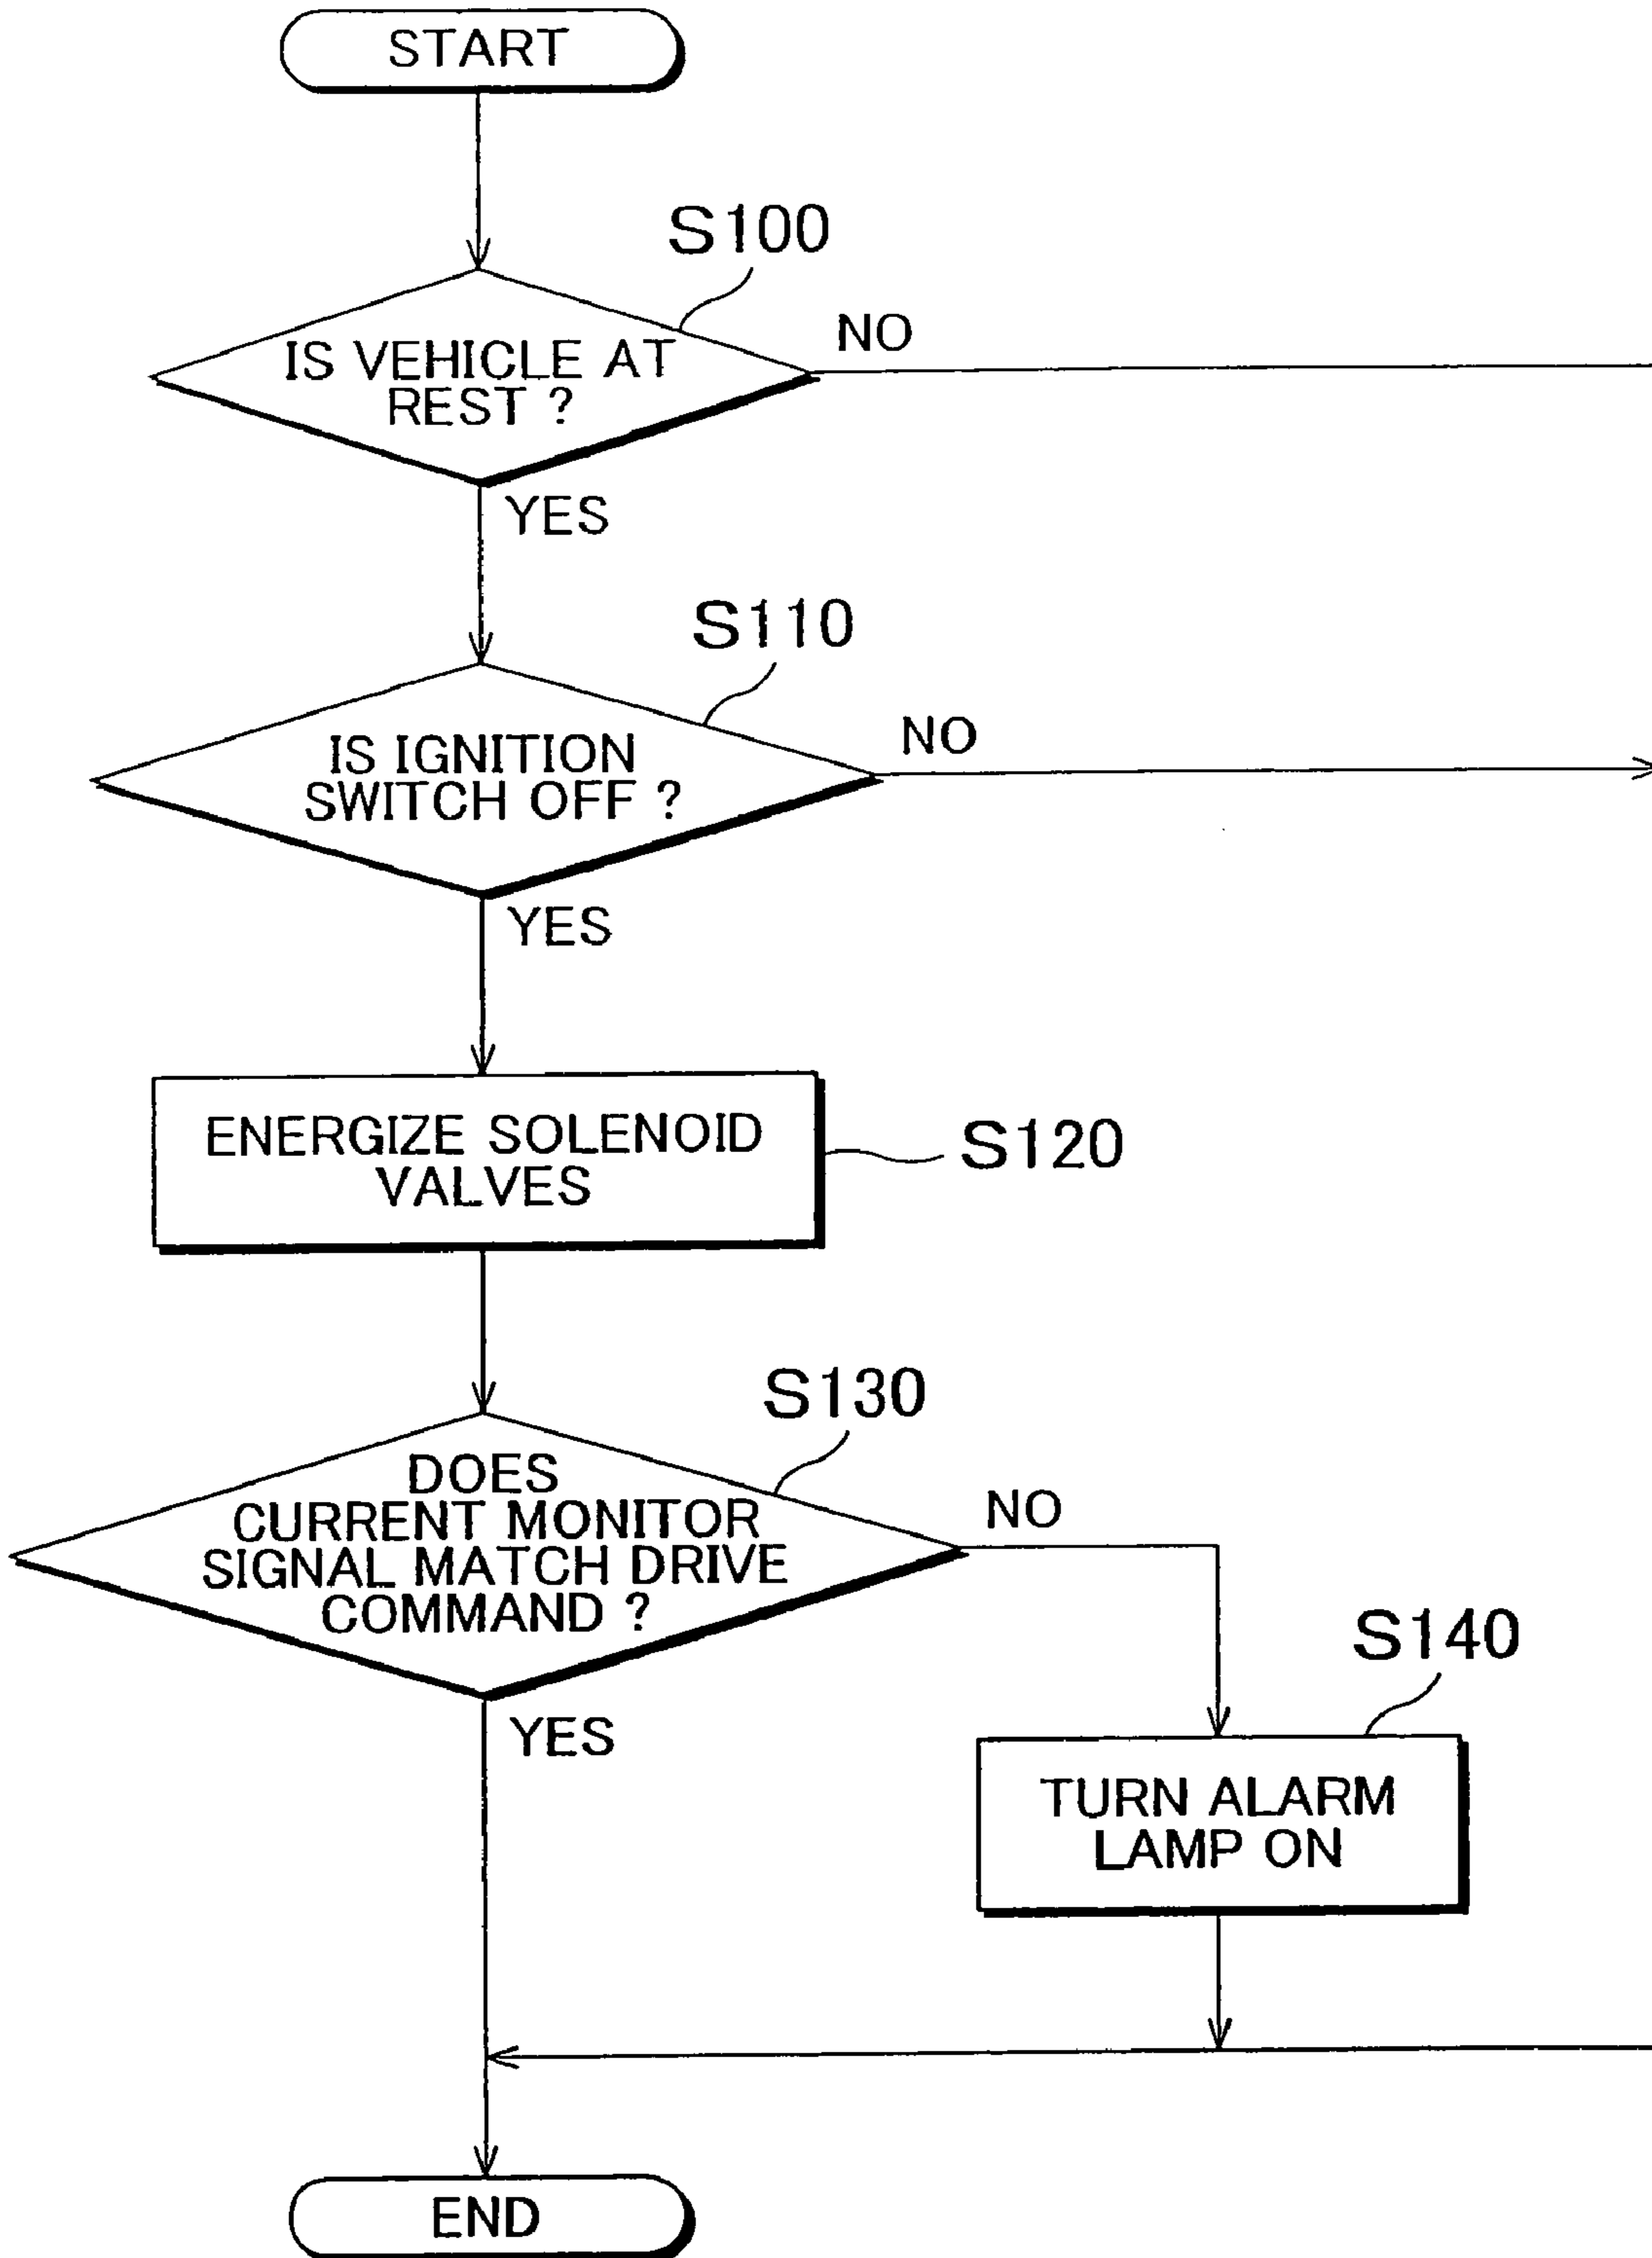 START
S100
IS VEHICLE AT
REST ?
NO
YES
S110
IS IGNITION
SWITCH OFF ?
NO
YES
ENERGIZE SOLENOID
VALVES
S120
S130
DOES
CURRENT MONITOR
SIGNAL MATCH DRIVE
COMMAND ?
NO
YES
S140
TURN ALARM
LAMP ON
END